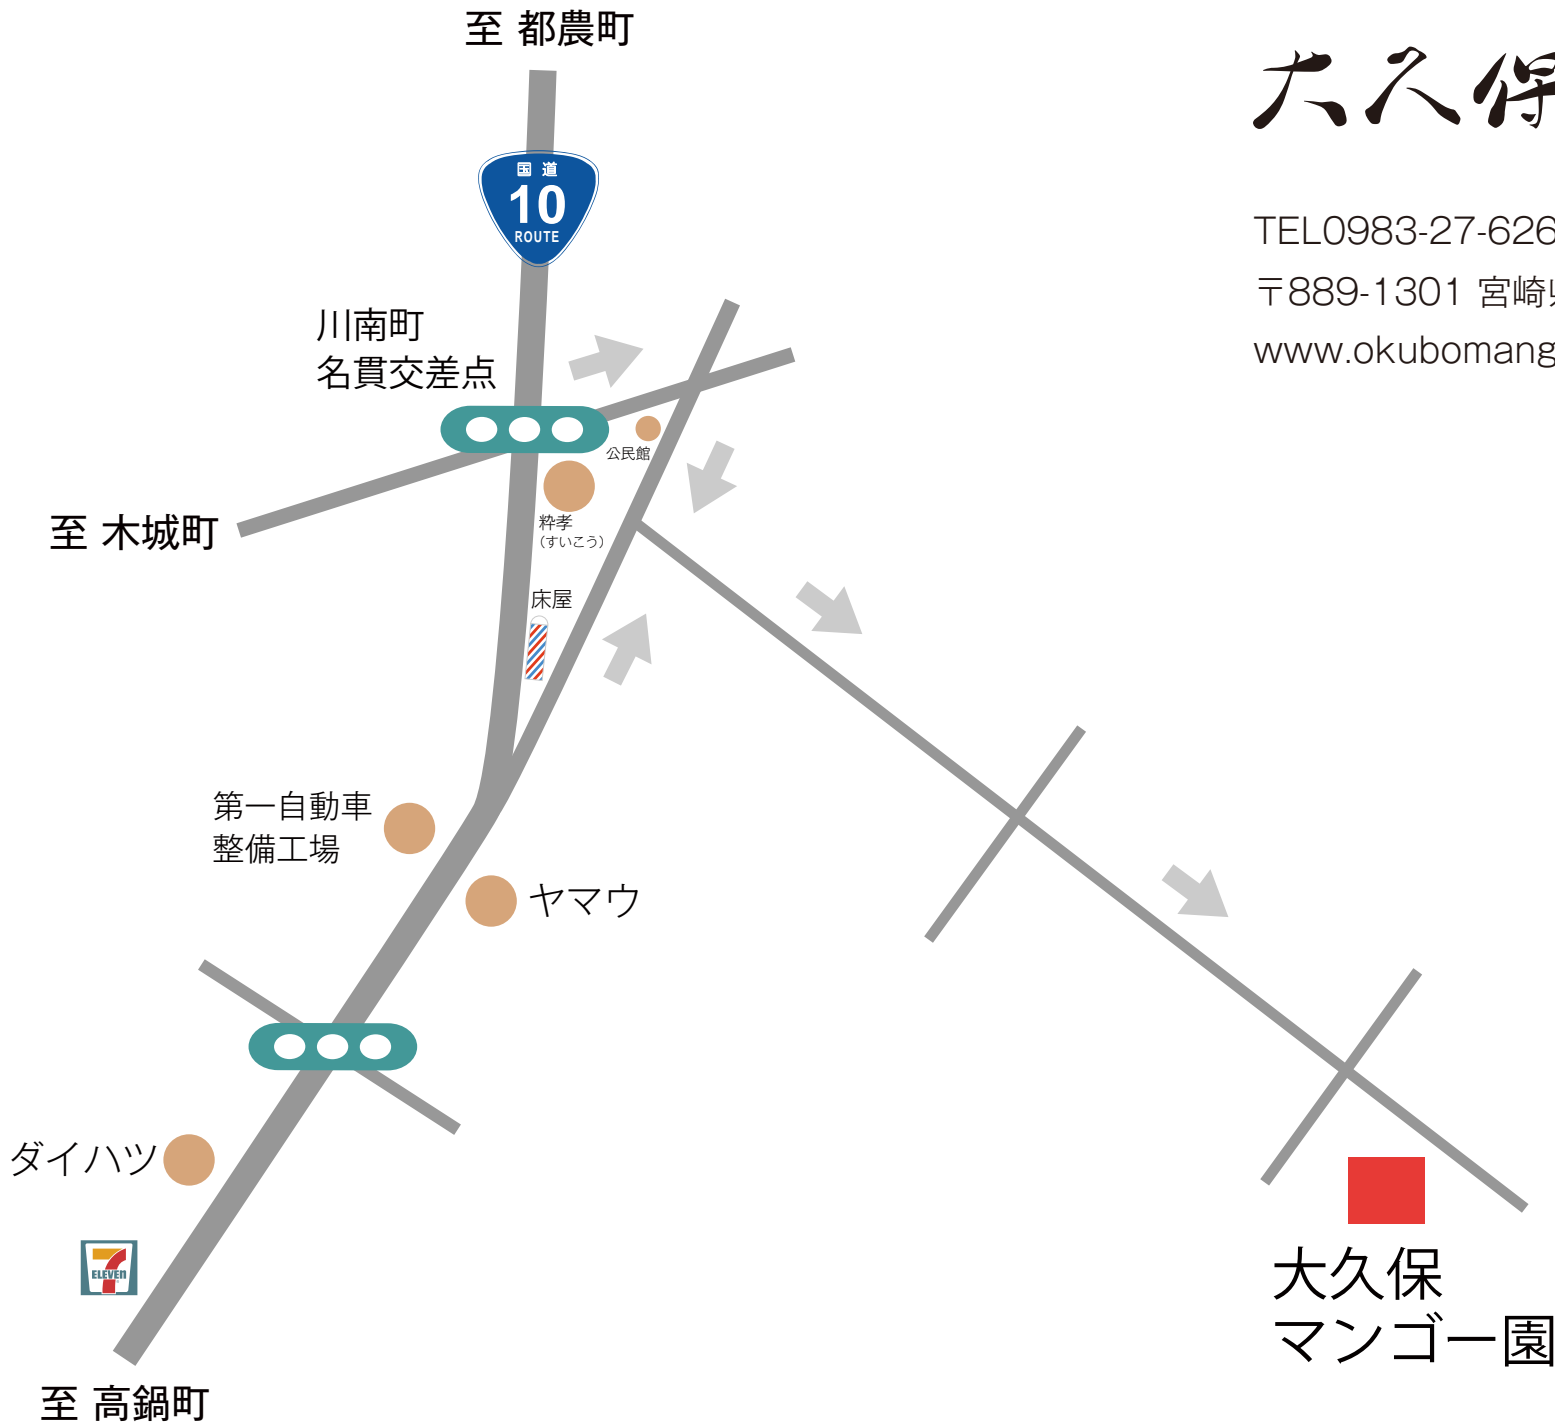 至 都農町
大久保
国道
10
ROUTE
TEL0983-27-626
〒889-1301 宮崎
www.okubomang
川南町
名貫交差点
公民館
至 木城町
粋孝
(すいこう)
床屋
第一自動車
整備工場
ヤマウ
ダイハツ
7
ELEVEN
大久保
マンゴー園
至 高鍋町